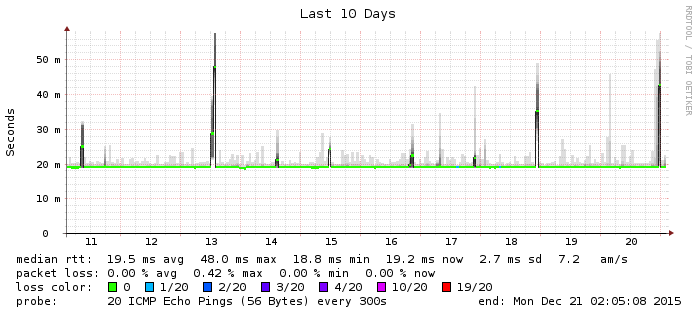 Last 10 Days
RRDTOOL / TOBI OETIKER
Seconds
50 m
40 m
30 m
20 m
10 m
0
11 12 13 14 15 16 17 18 19 20
median rtt: 19.5 ms avg 48.0 ms max 18.8 ms min 19.2 ms now 2.7 ms sd 7.2 am/s
packet loss: 0.00 % avg 0.42 % max 0.00 % min 0.00 % now
loss color: 0 1/20 2/20 3/20 4/20 10/20 19/20
probe: 20 ICMP Echo Pings (56 Bytes) every 300s end: Mon Dec 21 02:05:08 2015